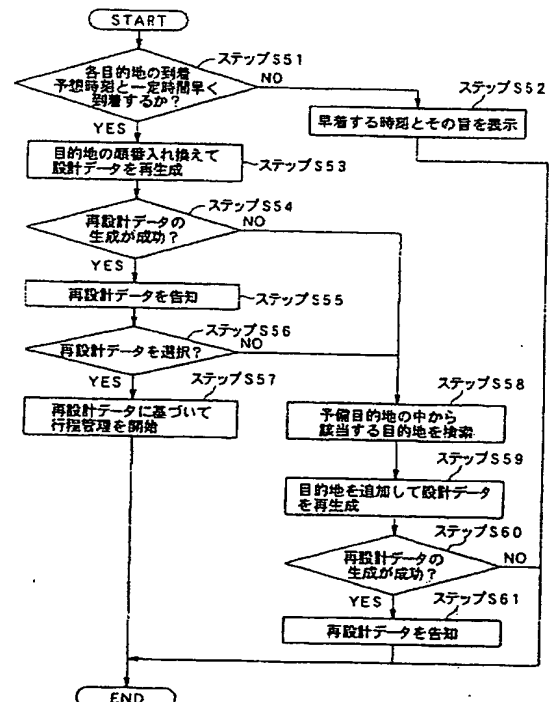 START
ステップS51
各目的地の到着
予想時刻と一定時間早く
到着するか？
NO
YES
ステップS52
早着する時刻とその旨を表示
目的地の順番入れ換えて
設計データを再生成
ステップS53
ステップS54
再設計データの
生成が成功？
NO
YES
再設計データを告知
ステップS55
ステップS56
再設計データを選択？
NO
YES
ステップS57
再設計データに基づいて
行程管理を開始
ステップS58
予備目的地の中から
該当する目的地を検索
ステップS59
目的地を追加して設計データ
を再生成
ステップS60
再設計データの
生成が成功？
NO
YES
ステップS61
再設計データを告知
END